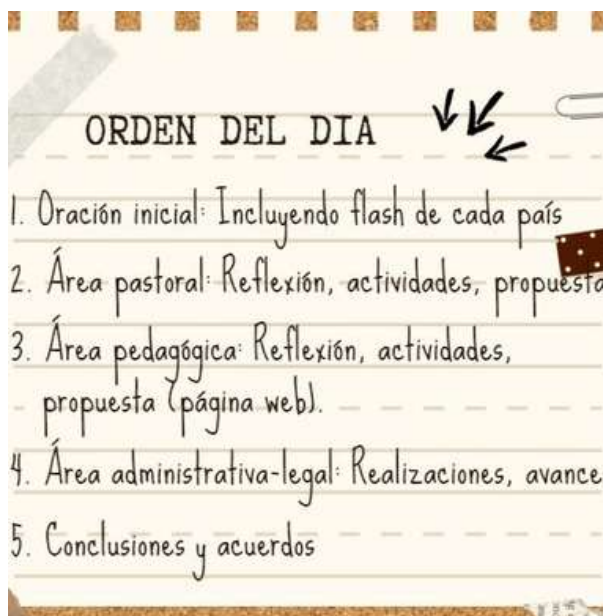 ORDEN DEL DIA
1. Oración inicial: Incluyendo flash de cada país
2. Área pastoral: Reflexión, actividades, propuesta
3. Área pedagógica: Reflexión, actividades,
propuesta (página web).
4. Área administrativa-legal: Realizaciones, avance
5. Conclusiones y acuerdos